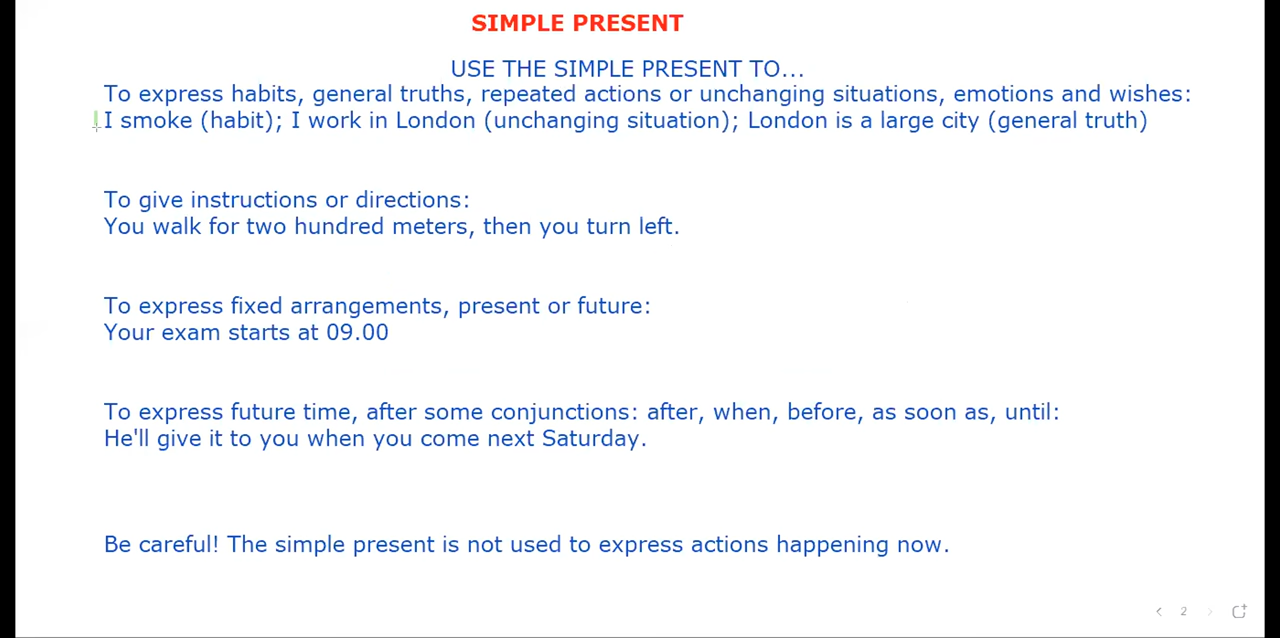 SIMPLE PRESENT
USE THE SIMPLE PRESENT TO...
To express habits, general truths, repeated actions or unchanging situations, emotions and wishes:
I smoke (habit); I work in London (unchanging situation); London is a large city (general truth)
To give instructions or directions:
You walk for two hundred meters, then you turn left.
To express fixed arrangements, present or future:
Your exam starts at 09.00
To express future time, after some conjunctions: after, when, before, as soon as, until:
He'll give it to you when you come next Saturday.
Be careful! The simple present is not used to express actions happening now.
2